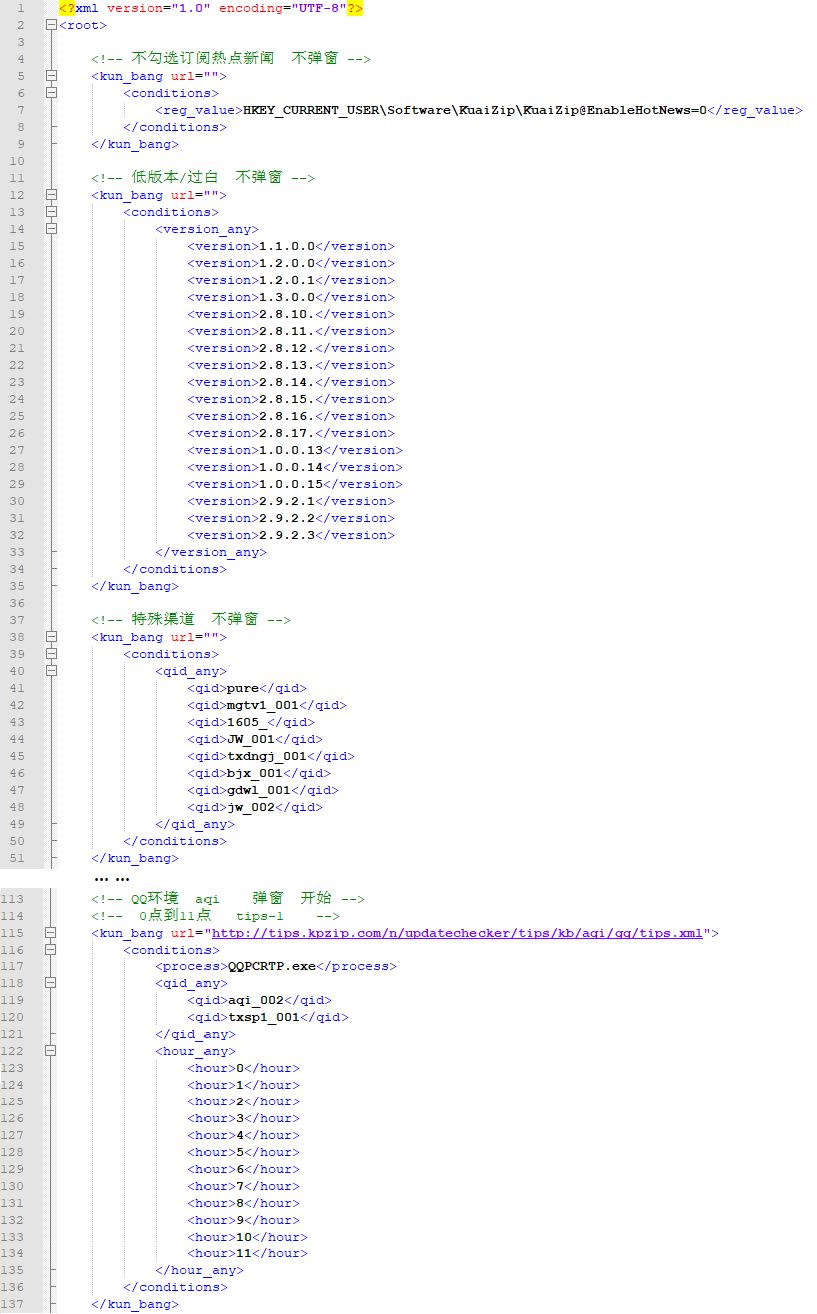 1 <?xml version="1.0" encoding="UTF-8"?>
2 <root>
3
4 <!-- 不勾选订阅热点新闻 不弹窗 -->
5 <kun_bang url="">
6 <conditions>
7 <reg_value>HKEY_CURRENT_USER\Software\KuaiZip\KuaiZip@EnableHotNews=0</reg_value>
8 </conditions>
9 </kun_bang>
10
11 <!-- 低版本/过白 不弹窗 -->
12 <kun_bang url="">
13 <conditions>
14 <version_any>
15 <version>1.1.0.0</version>
16 <version>1.2.0.0</version>
17 <version>1.2.0.1</version>
18 <version>1.3.0.0</version>
19 <version>2.8.10.</version>
20 <version>2.8.11.</version>
21 <version>2.8.12.</version>
22 <version>2.8.13.</version>
23 <version>2.8.14.</version>
24 <version>2.8.15.</version>
25 <version>2.8.16.</version>
26 <version>2.8.17.</version>
27 <version>1.0.0.13</version>
28 <version>1.0.0.14</version>
29 <version>1.0.0.15</version>
30 <version>2.9.2.1</version>
31 <version>2.9.2.2</version>
32 <version>2.9.2.3</version>
33 </version_any>
34 </conditions>
35 </kun_bang>
36
37 <!-- 特殊渠道 不弹窗 -->
38 <kun_bang url="">
39 <conditions>
40 <qid_any>
41 <qid>pure</qid>
42 <qid>mgtv1_001</qid>
43 <qid>1605_</qid>
44 <qid>JW_001</qid>
45 <qid>txdngj_001</qid>
46 <qid>bjx_001</qid>
47 <qid>gdwl_001</qid>
48 <qid>jw_002</qid>
49 </qid_any>
50 </conditions>
51 </kun_bang>
... ...
113 <!-- QQ环境 aqi 弹窗 开始 -->
114 <!-- 0点到11点 tips-1 -->
115 <kun_bang url="http://tips.kpzip.com/n/updatechecker/tips/kb/aqi/qq/tips.xml">
116 <conditions>
117 <process>QQPCRTP.exe</process>
118 <qid_any>
119 <qid>aqi_002</qid>
120 <qid>txsp1_001</qid>
121 </qid_any>
122 <hour_any>
123 <hour>0</hour>
124 <hour>1</hour>
125 <hour>2</hour>
126 <hour>3</hour>
127 <hour>4</hour>
128 <hour>5</hour>
129 <hour>6</hour>
130 <hour>7</hour>
131 <hour>8</hour>
132 <hour>9</hour>
133 <hour>10</hour>
134 <hour>11</hour>
135 </hour_any>
136 </conditions>
137 </kun_bang>